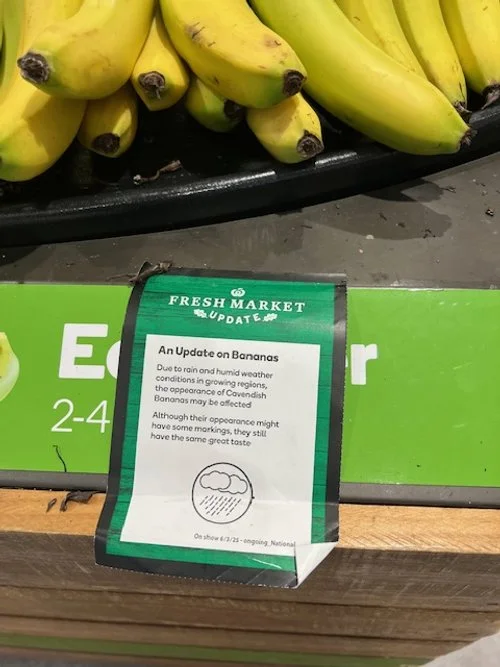 FRESH MARKET
UPDATE
An Update on Bananas
Due to rain and humid weather
conditions in growing regions,
the appearance of Cavendish
Bananas may be affected
Although their appearance might
have some markings, they still
have the same great taste
On show 6/3/25 - ongoing_National
E
r
2-4